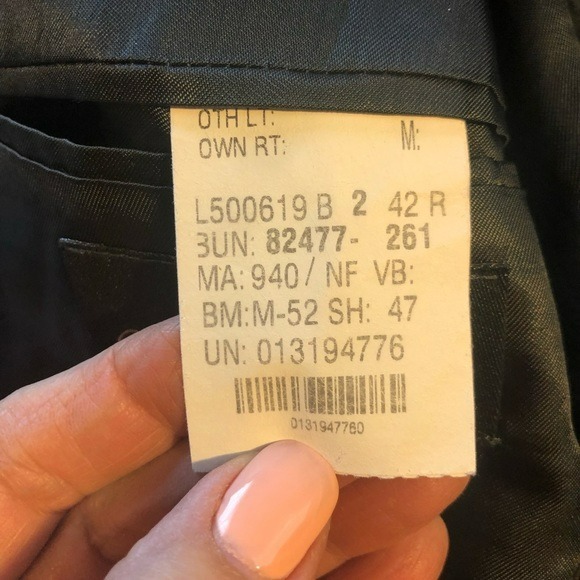 OTH LT:
OWN RT: M:
L500619 B 2 42 R
BUN: 82477- 261
MA: 940/ NF VB:
BM:M-52 SH: 47
UN: 013194776
0131947760